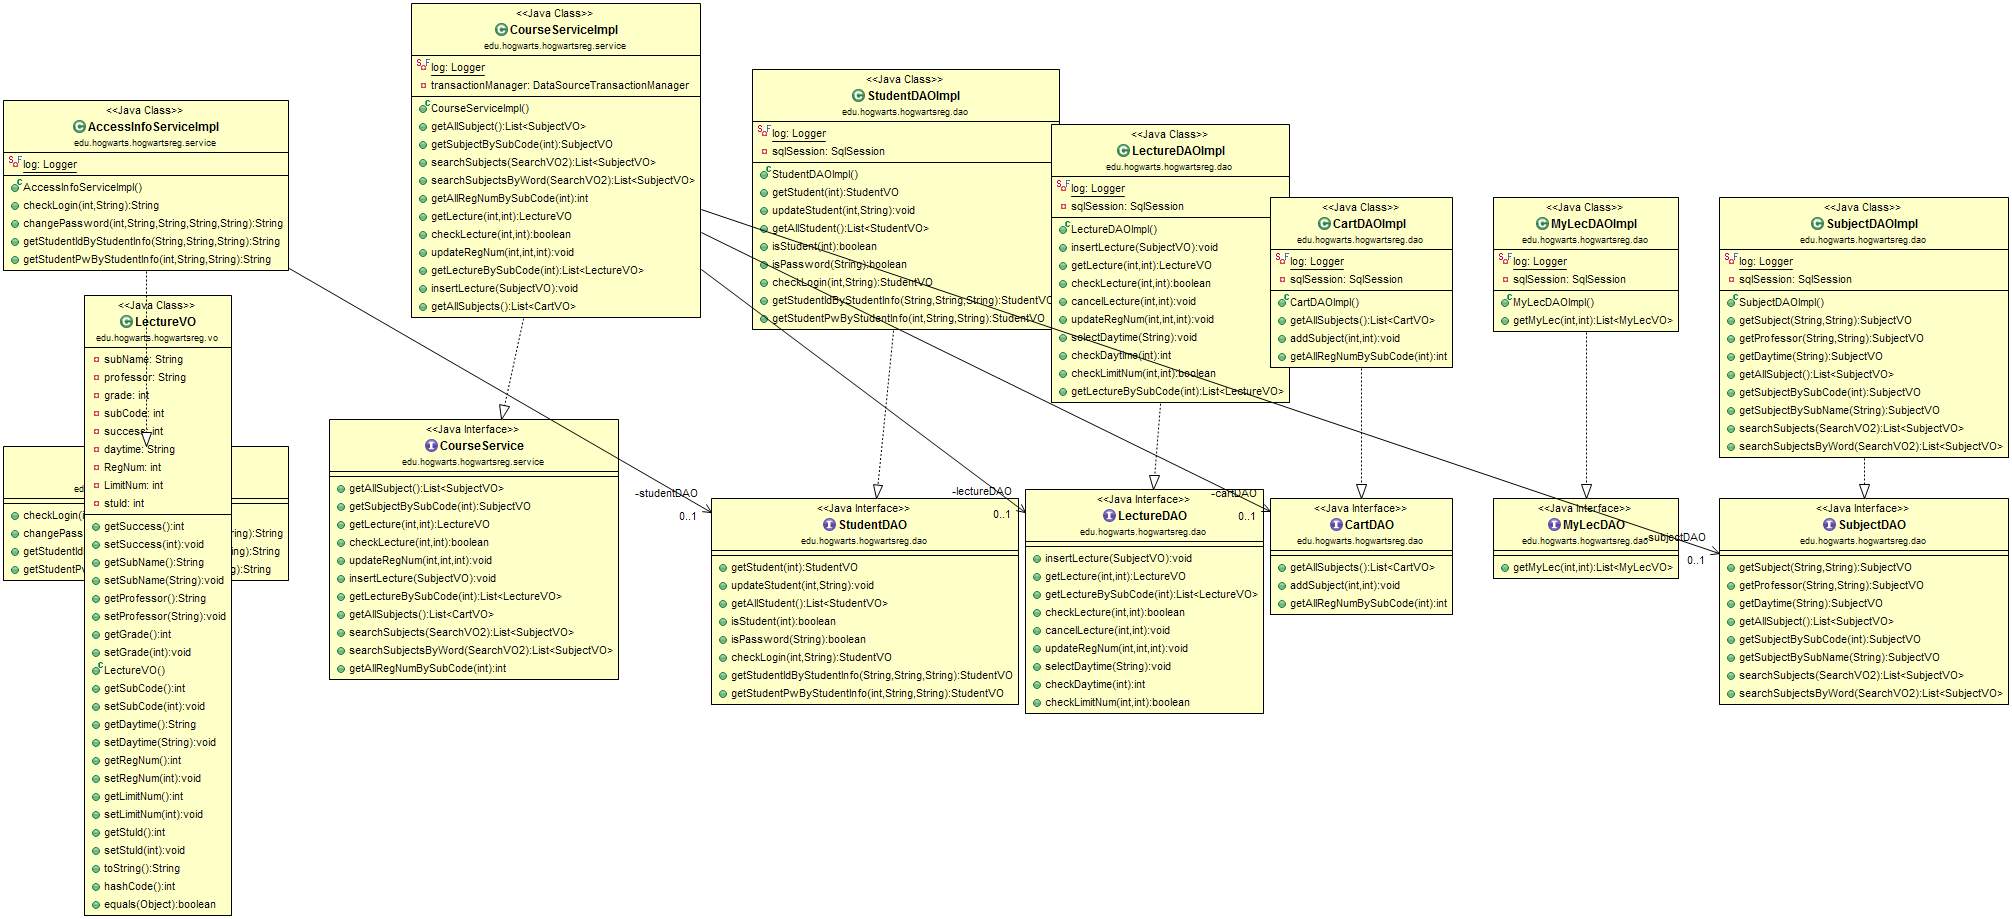 <<Java Class>>
CourseServiceImpl
edu.hogwarts.hogwartsreg.service
log: Logger
transactionManager: DataSourceTransactionManager
CourseServiceImpl()
getAllSubject():List<SubjectVO>
getSubjectBySubCode(int):SubjectVO
searchSubjects(SearchVO2):List<SubjectVO>
searchSubjectsByWord(SearchVO2):List<SubjectVO>
getAllRegNumBySubCode(int):int
getLecture(int,int):LectureVO
checkLecture(int,int):boolean
updateRegNum(int,int,int):void
getLectureBySubCode(int):List<LectureVO>
insertLecture(SubjectVO):void
getAllSubjects():List<CartVO>
<<Java Class>>
AccessInfoServiceImpl
edu.hogwarts.hogwartsreg.service
log: Logger
AccessInfoServiceImpl()
checkLogin(int,String):String
changePassword(int,String,String,String,String):String
getStudentIdByStudentInfo(String,String,String):String
getStudentPwByStudentInfo(int,String,String):String
<<Java Class>>
StudentDAOImpl
edu.hogwarts.hogwartsreg.dao
log: Logger
sqlSession: SqlSession
StudentDAOImpl()
getStudent(int):StudentVO
updateStudent(int,String):void
getAllStudent():List<StudentVO>
isStudent(int):boolean
isPassword(String):boolean
checkLogin(int,String):StudentVO
getStudentIdByStudentInfo(String,String,String):StudentVO
getStudentPwByStudentInfo(int,String,String):StudentVO
<<Java Class>>
LectureDAOImpl
edu.hogwarts.hogwartsreg.dao
log: Logger
sqlSession: SqlSession
LectureDAOImpl()
insertLecture(SubjectVO):void
getLecture(int,int):LectureVO
checkLecture(int,int):boolean
cancelLecture(int,int):void
updateRegNum(int,int,int):void
selectDaytime(String):void
checkDaytime(int):int
checkLimitNum(int,int):boolean
getLectureBySubCode(int):List<LectureVO>
<<Java Class>>
CartDAOImpl
edu.hogwarts.hogwartsreg.dao
log: Logger
sqlSession: SqlSession
CartDAOImpl()
getAllSubjects():List<CartVO>
addSubject(int,int):void
getAllRegNumBySubCode(int):int
<<Java Class>>
MyLecDAOImpl
edu.hogwarts.hogwartsreg.dao
log: Logger
sqlSession: SqlSession
MyLecDAOImpl()
getMyLec(int,int):List<MyLecVO>
<<Java Class>>
SubjectDAOImpl
edu.hogwarts.hogwartsreg.dao
log: Logger
sqlSession: SqlSession
SubjectDAOImpl()
getSubject(String,String):SubjectVO
getProfessor(String,String):SubjectVO
getDaytime(String):SubjectVO
getAllSubject():List<SubjectVO>
getSubjectBySubCode(int):SubjectVO
getSubjectBySubName(String):SubjectVO
searchSubjects(SearchVO2):List<SubjectVO>
searchSubjectsByWord(SearchVO2):List<SubjectVO>
<<Java Class>>
LectureVO
edu.hogwarts.hogwartsreg.vo
subName: String
professor: String
grade: int
subCode: int
success: int
daytime: String
RegNum: int
LimitNum: int
stuId: int
getSuccess():int
setSuccess(int):void
getSubName():String
setSubName(String):void
getProfessor():String
setProfessor(String):void
getGrade():int
setGrade(int):void
LectureVO()
getSubCode():int
setSubCode(int):void
getDaytime():String
setDaytime(String):void
getRegNum():int
setRegNum(int):void
getLimitNum():int
setLimitNum(int):void
getStuId():int
setStuId(int):void
toString():String
hashCode():int
equals(Object):boolean
<<Java Interface>>
CourseService
edu.hogwarts.hogwartsreg.service
getAllSubject():List<SubjectVO>
getSubjectBySubCode(int):SubjectVO
getLecture(int,int):LectureVO
checkLecture(int,int):boolean
updateRegNum(int,int,int):void
insertLecture(SubjectVO):void
getLectureBySubCode(int):List<LectureVO>
getAllSubjects():List<CartVO>
searchSubjects(SearchVO2):List<SubjectVO>
searchSubjectsByWord(SearchVO2):List<SubjectVO>
getAllRegNumBySubCode(int):int
-studentDAO
0..1
<<Java Interface>>
StudentDAO
edu.hogwarts.hogwartsreg.dao
getStudent(int):StudentVO
updateStudent(int,String):void
getAllStudent():List<StudentVO>
isStudent(int):boolean
isPassword(String):boolean
checkLogin(int,String):StudentVO
getStudentIdByStudentInfo(String,String,String):StudentVO
getStudentPwByStudentInfo(int,String,String):StudentVO
-lectureDAO
0..1
<<Java Interface>>
LectureDAO
edu.hogwarts.hogwartsreg.dao
insertLecture(SubjectVO):void
getLecture(int,int):LectureVO
getLectureBySubCode(int):List<LectureVO>
checkLecture(int,int):boolean
cancelLecture(int,int):void
updateRegNum(int,int,int):void
selectDaytime(String):void
checkDaytime(int):int
checkLimitNum(int,int):boolean
-cartDAO
0..1
<<Java Interface>>
CartDAO
edu.hogwarts.hogwartsreg.dao
getAllSubjects():List<CartVO>
addSubject(int,int):void
getAllRegNumBySubCode(int):int
<<Java Interface>>
MyLecDAO
edu.hogwarts.hogwartsreg.dao
getMyLec(int,int):List<MyLecVO>
-subjectDAO
0..1
<<Java Interface>>
SubjectDAO
edu.hogwarts.hogwartsreg.dao
getSubject(String,String):SubjectVO
getProfessor(String,String):SubjectVO
getDaytime(String):SubjectVO
getAllSubject():List<SubjectVO>
getSubjectBySubCode(int):SubjectVO
getSubjectBySubName(String):SubjectVO
searchSubjects(SearchVO2):List<SubjectVO>
searchSubjectsByWord(SearchVO2):List<SubjectVO>